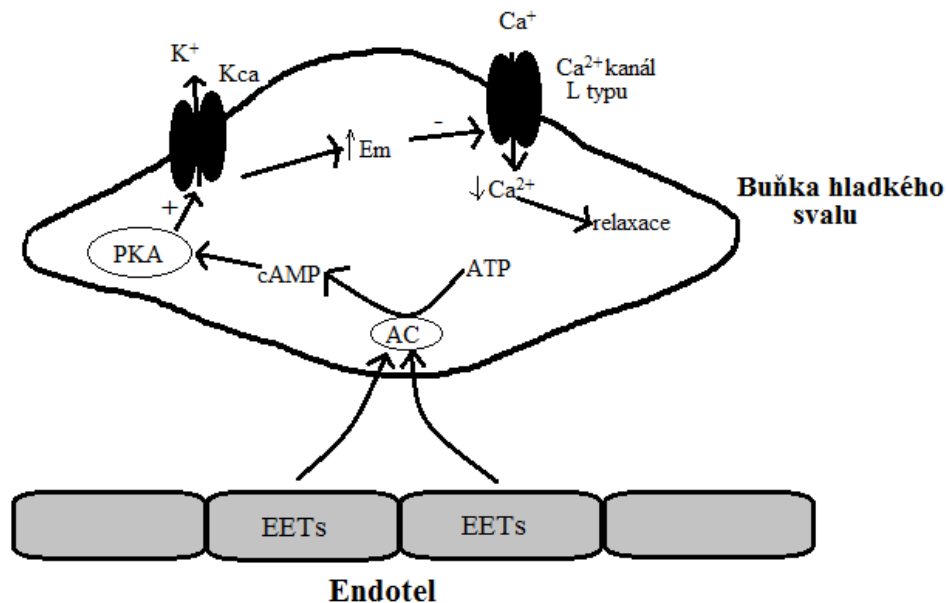 Ca⁺
K⁺
Kca
Ca²⁺ kanál
L typu
+
↑Em
-
↓Ca²⁺
relaxace
Buňka hladkého
svalu
PKA
cAMP
ATP
AC
EETs
EETs
Endotel